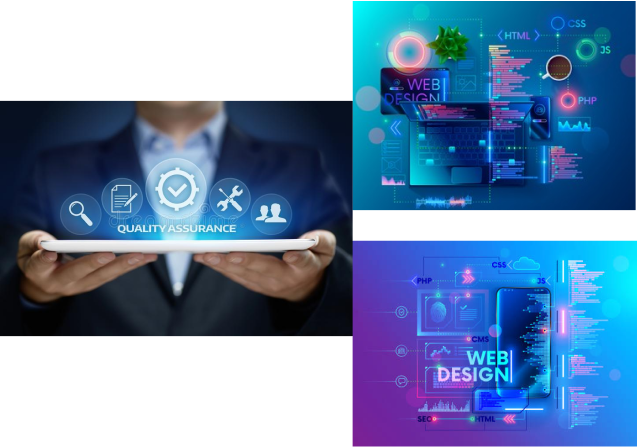 QUALITY ASSURANCE
CSS
HTML
JS
WEB
DESIGN
PHP
CSS
PHP
JS
CMS
WEB
DESIGN
SEO
HTML